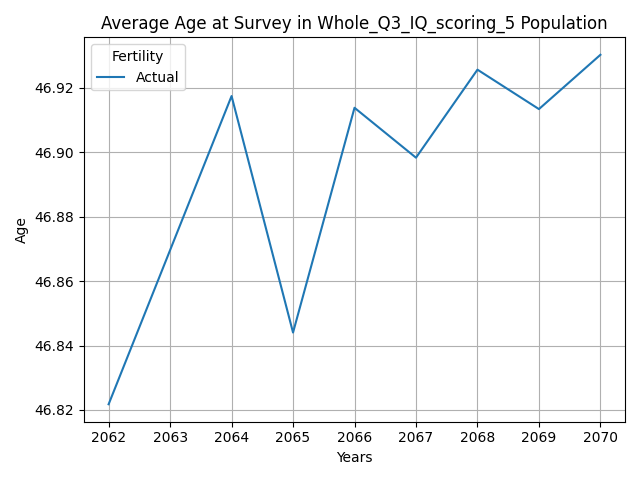 Average Age at Survey in Whole_Q3_IQ_scoring_5 Population
Fertility
Actual
46.92
46.90
46.88
46.86
46.84
46.82
Age
2062 2063 2064 2065 2066 2067 2068 2069 2070
Years